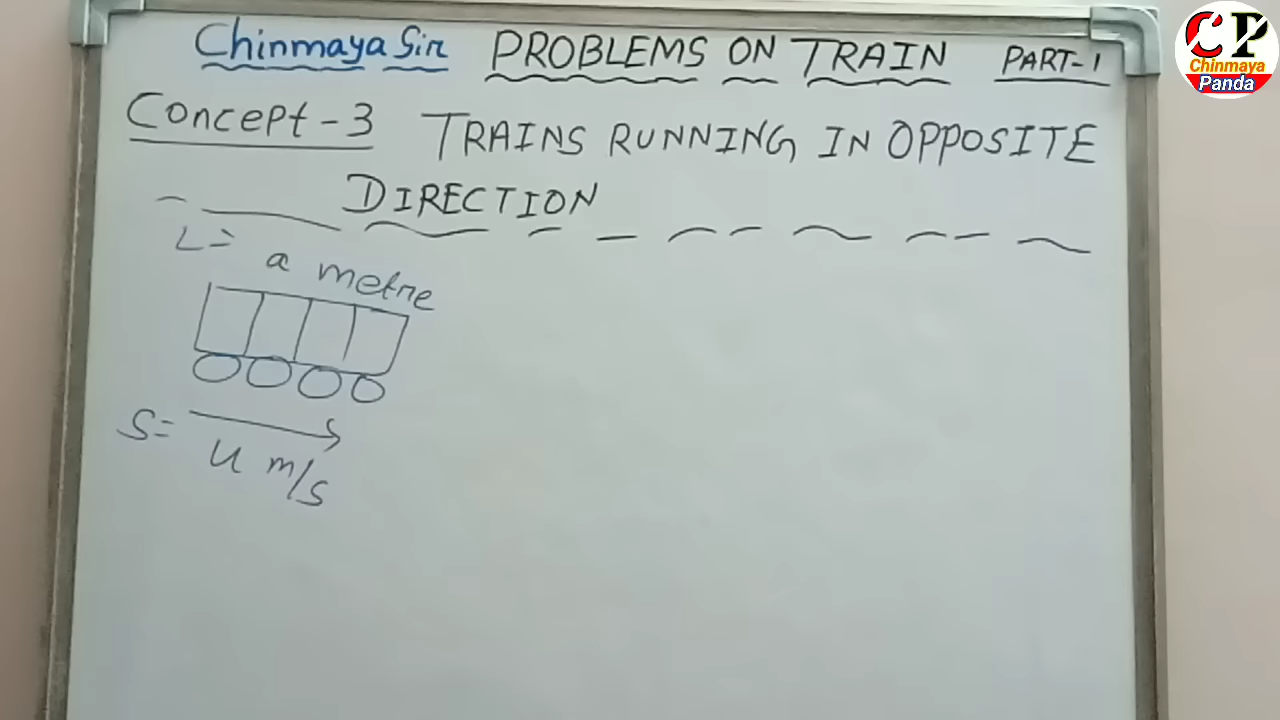 Chinmaya Sir PROBLEMS ON TRAIN PART-1
Concept-3 TRAINS RUNNING IN OPPOSITE
DIRECTION
L= a metre
S= u m/s
CP
Chinmaya
Panda